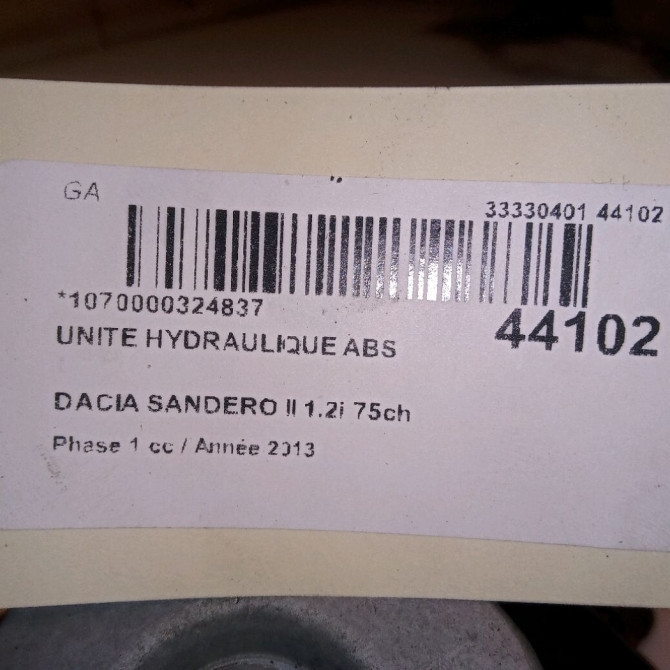 GA
33330401 44102
*1070000324837
44102
UNITE HYDRAULIQUE ABS
DACIA SANDERO II 1.2i 75ch
Phase 1 cc / Année 2013